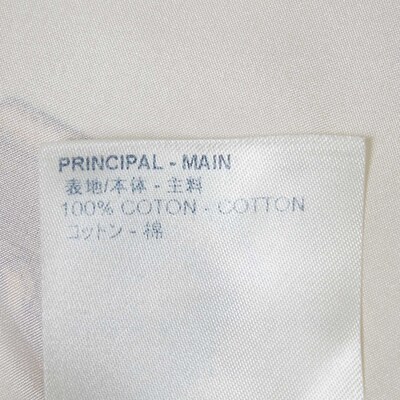 PRINCIPAL - MAIN
表地/本体 - 主料
100% COTON - COTTON
コットン - 棉